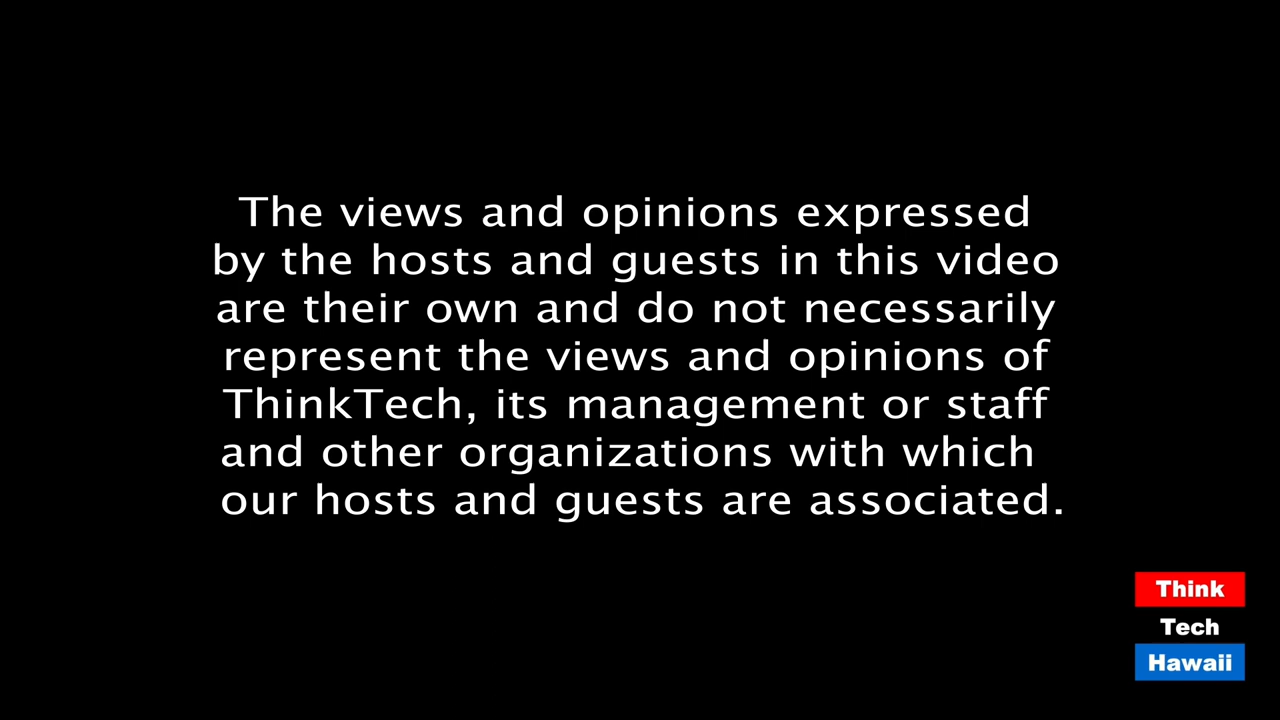 The views and opinions expressed
by the hosts and guests in this video
are their own and do not necessarily
represent the views and opinions of
ThinkTech, its management or staff
and other organizations with which
our hosts and guests are associated.
Think
Tech
Hawaii